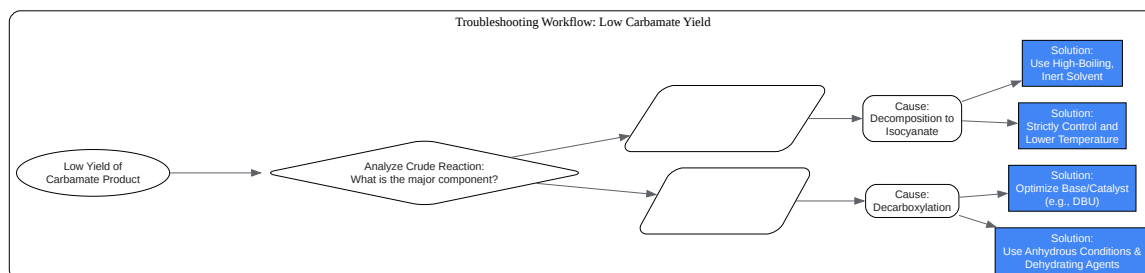 Troubleshooting Workflow: Low Carbamate Yield
Low Yield of
Carbamate Product
Analyze Crude Reaction:
What is the major component?
Cause:
Decomposition to
Isocyanate
Solution:
Use High-Boiling,
Inert Solvent
Solution:
Strictly Control and
Lower Temperature
Cause:
Decarboxylation
Solution:
Optimize Base/Catalyst
(e.g., DBU)
Solution:
Use Anhydrous Conditions &
Dehydrating Agents